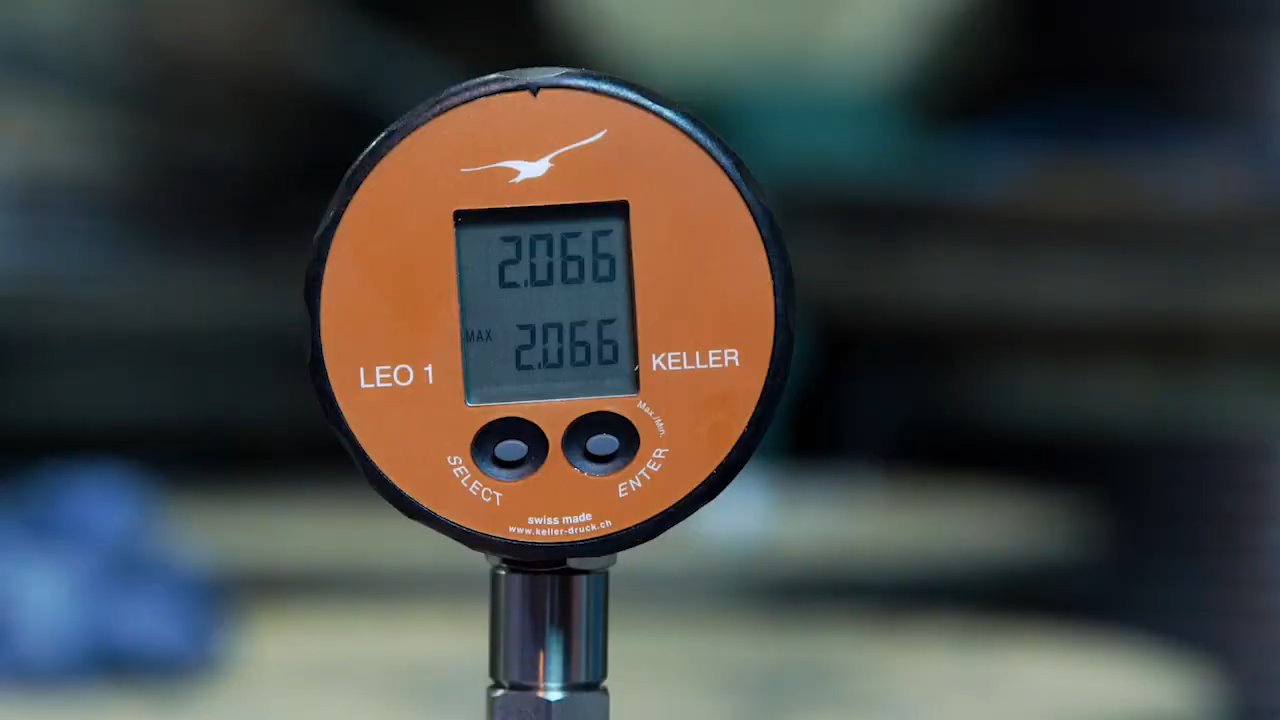 2.066
MAX 2.066
LEO 1
KELLER
Max./Min.
SELECT
ENTER
swiss made
www.keller-druck.ch